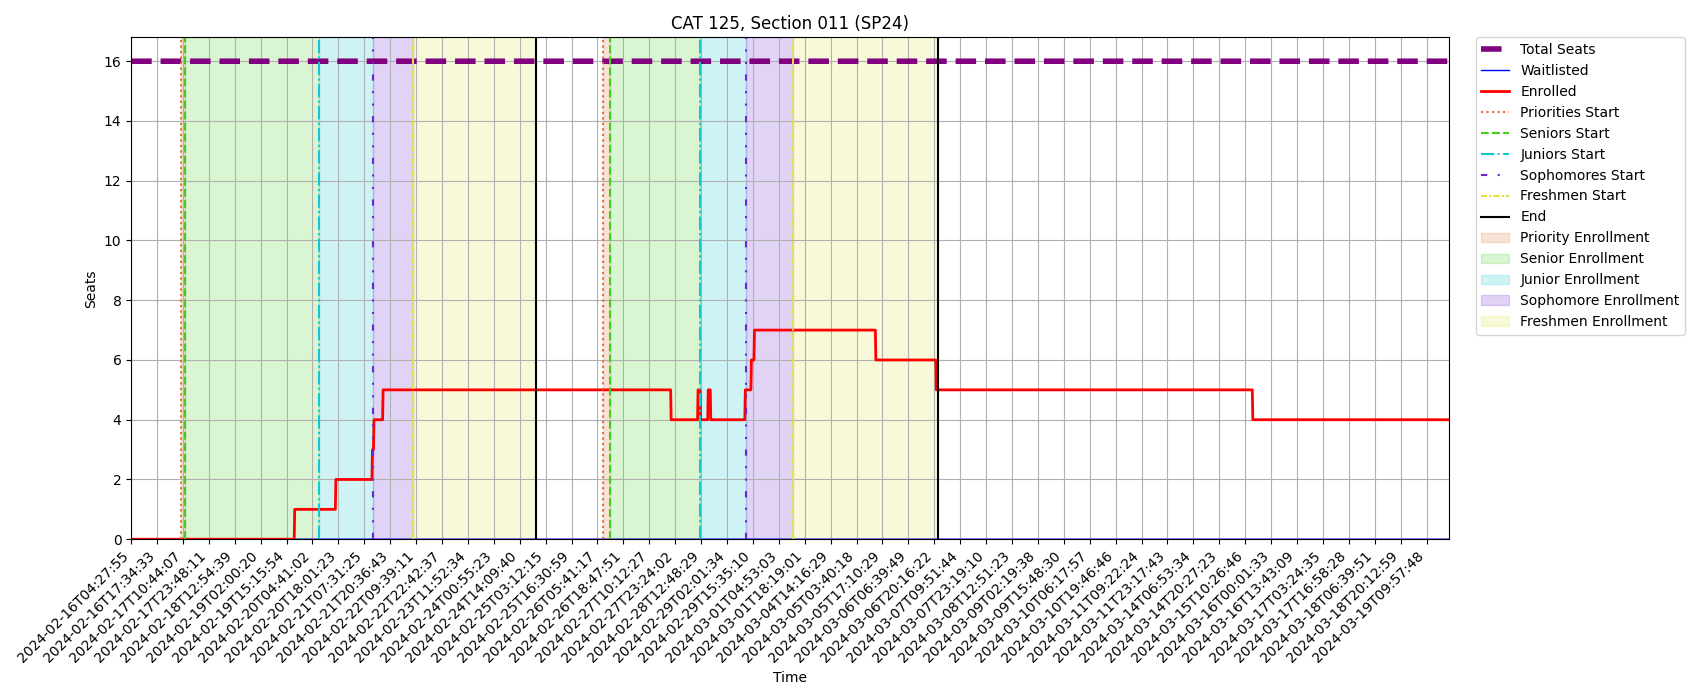 CAT 125, Section 011 (SP24)
Seats
16
14
12
10
8
6
4
2
0
2024-02-16T04:27:55
2024-02-16T17:34:33
2024-02-17T10:44:07
2024-02-17T23:48:11
2024-02-18T12:54:39
2024-02-19T02:00:20
2024-02-19T15:15:54
2024-02-20T04:41:02
2024-02-20T18:01:23
2024-02-21T07:31:25
2024-02-21T20:36:43
2024-02-22T09:39:11
2024-02-22T22:42:37
2024-02-23T11:52:34
2024-02-24T00:55:23
2024-02-24T14:09:40
2024-02-25T03:12:15
2024-02-25T16:30:59
2024-02-26T05:41:17
2024-02-26T18:47:51
2024-02-27T10:12:27
2024-02-27T23:24:02
2024-02-28T12:48:29
2024-02-29T02:01:34
2024-02-29T15:35:10
2024-03-01T04:53:03
2024-03-01T18:19:01
2024-03-04T14:16:29
2024-03-05T03:40:18
2024-03-05T17:10:29
2024-03-06T06:39:49
2024-03-06T20:16:22
2024-03-07T09:51:44
2024-03-07T23:19:10
2024-03-08T12:51:23
2024-03-09T02:19:38
2024-03-09T15:48:30
2024-03-10T06:17:57
2024-03-10T19:46:46
2024-03-11T09:22:24
2024-03-11T23:17:43
2024-03-14T06:53:34
2024-03-14T20:27:23
2024-03-15T10:26:46
2024-03-16T00:01:33
2024-03-16T13:43:09
2024-03-17T03:24:35
2024-03-17T16:58:28
2024-03-18T06:39:51
2024-03-18T20:12:59
2024-03-19T09:57:48
Time
Total Seats
Waitlisted
Enrolled
Priorities Start
Seniors Start
Juniors Start
Sophomores Start
Freshmen Start
End
Priority Enrollment
Senior Enrollment
Junior Enrollment
Sophomore Enrollment
Freshmen Enrollment